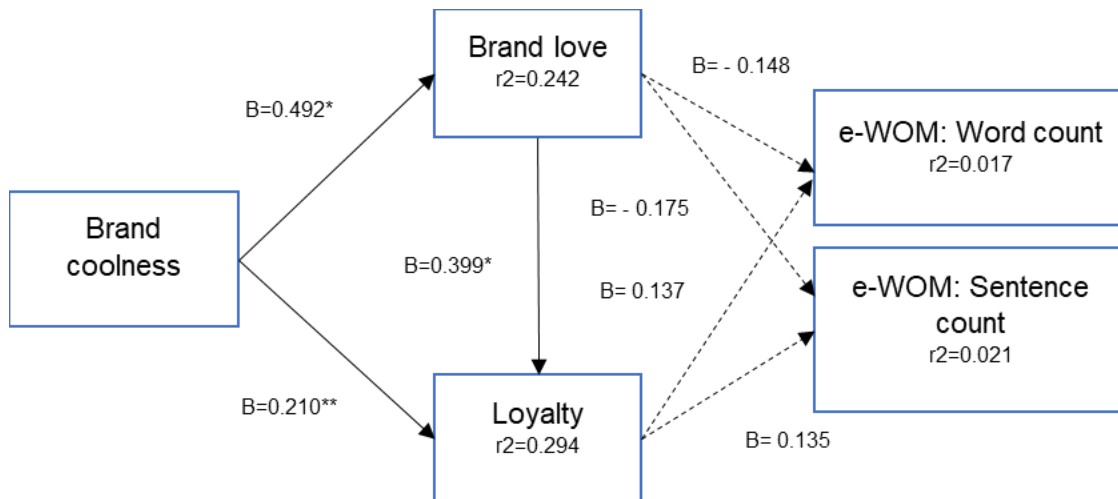 Brand love
r2=0.242
B= - 0.148
B=0.492*
e-WOM: Word count
r2=0.017
Brand
coolness
B= - 0.175
B=0.399*
B= 0.137
e-WOM: Sentence
count
r2=0.021
B=0.210**
Loyalty
r2=0.294
B= 0.135